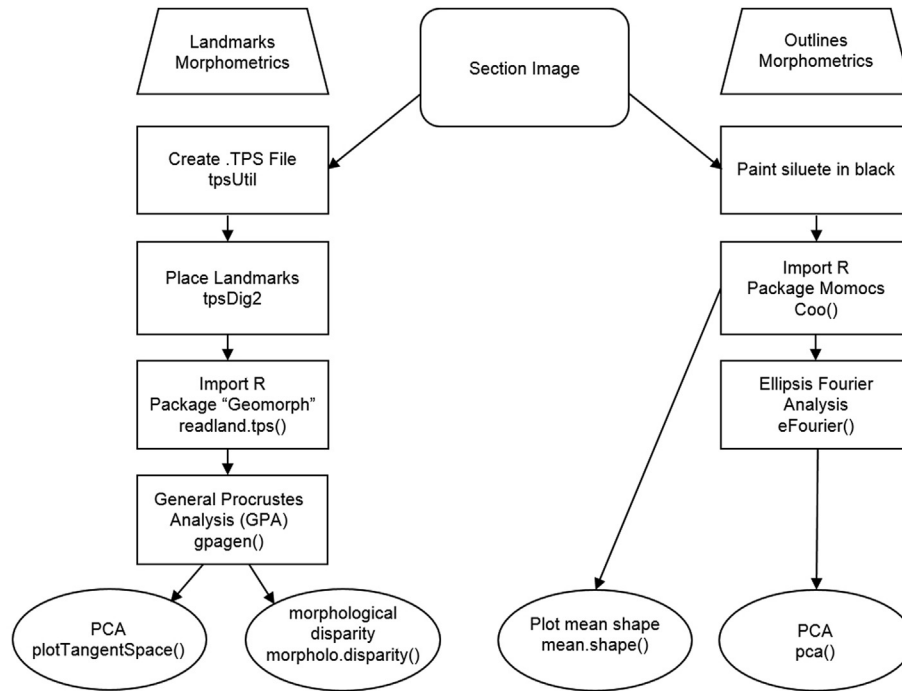 Landmarks
Morphometrics
Section Image
Outlines
Morphometrics
Create .TPS File
tpsUtil
Paint siluete in black
Place Landmarks
tpsDig2
Import R
Package Momocs
Coo()
Import R
Package “Geomorph”
readland.tps()
Ellipsis Fourier
Analysis
eFourier()
General Procrustes
Analysis (GPA)
gpagen()
PCA
plotTangentSpace()
morphological
disparity
morpholo.disparity()
Plot mean shape
mean.shape()
PCA
pca()